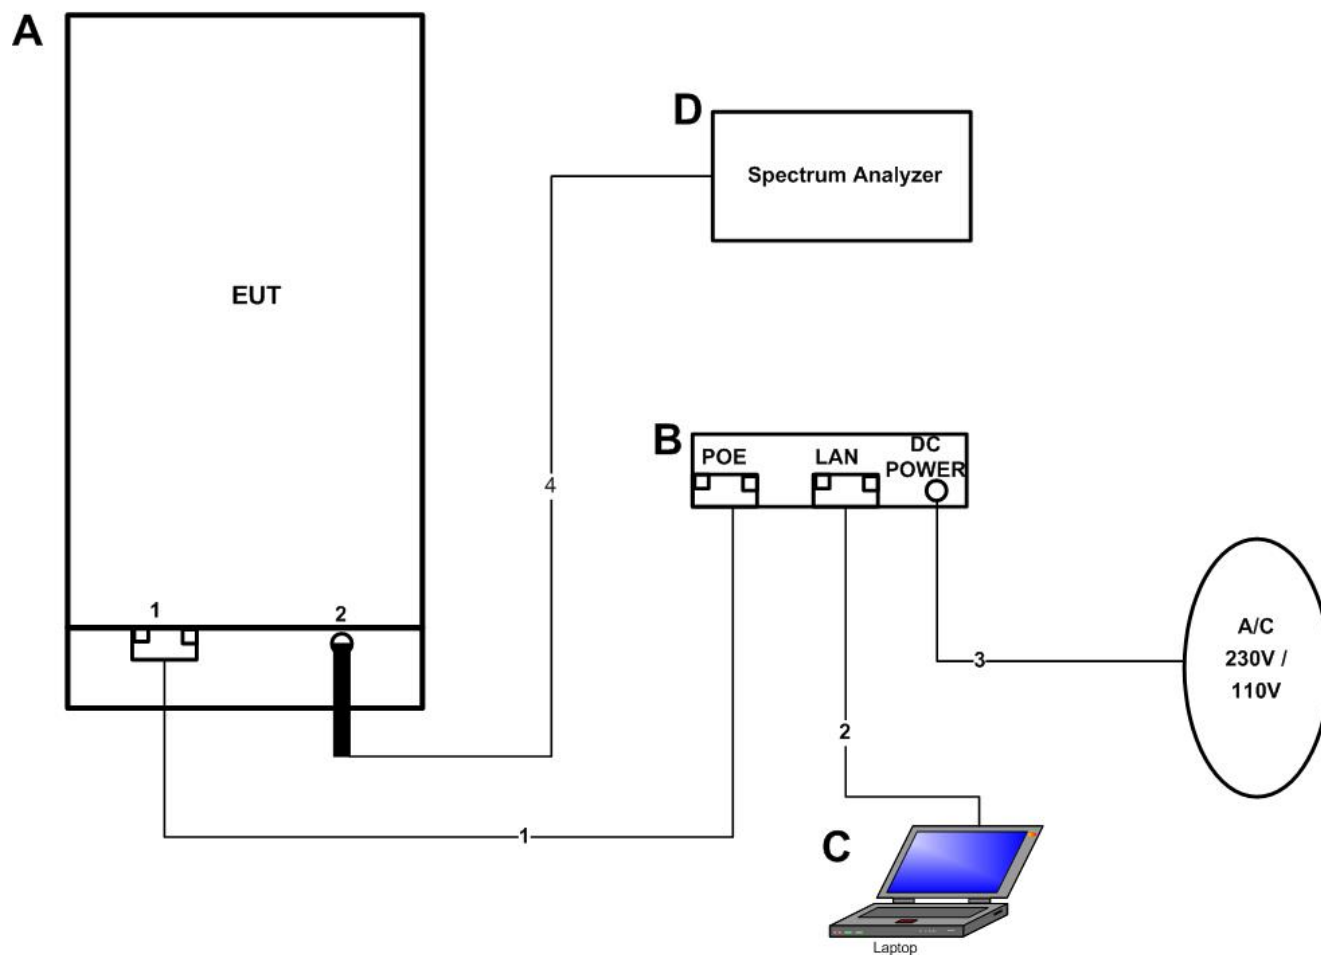 A
EUT
1
2
D
Spectrum Analyzer
4
B
POE
LAN
DC
POWER
3
A/C
230V /
110V
2
1
C
Laptop